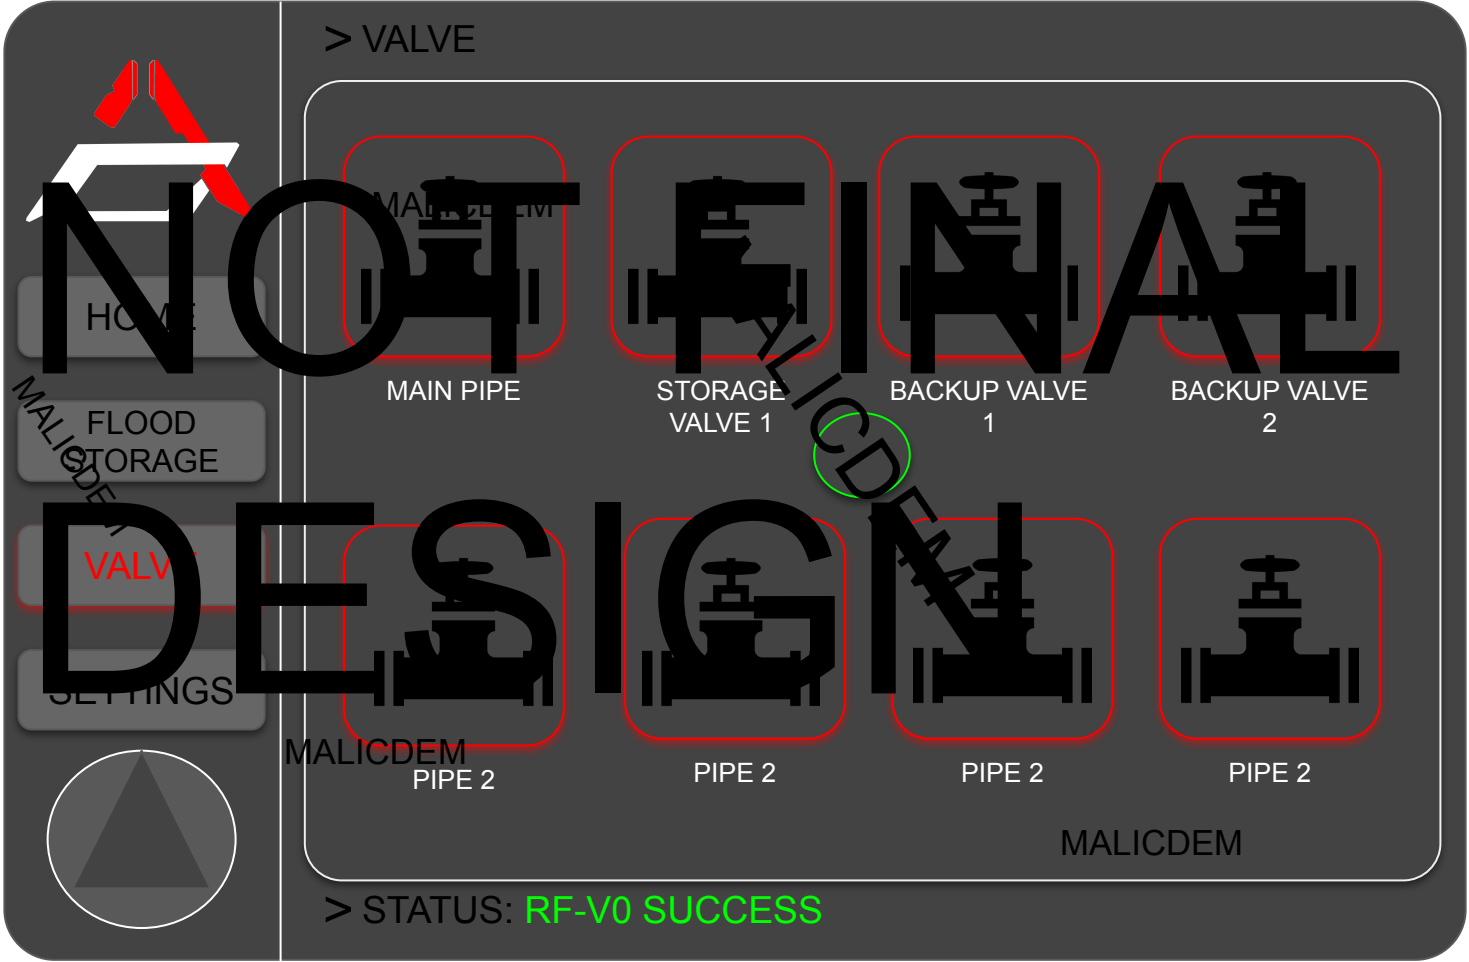 > VALVE
NOT FINAL
DESIGN
MALICDEM
HOME
FLOOD
STORAGE
VALVE
SETTINGS
MALICDEM
MAIN PIPE
STORAGE
VALVE 1
BACKUP VALVE
1
BACKUP VALVE
2
MALICDEM
MALICDEM
PIPE 2
PIPE 2
PIPE 2
PIPE 2
MALICDEM
> STATUS: RF-V0 SUCCESS